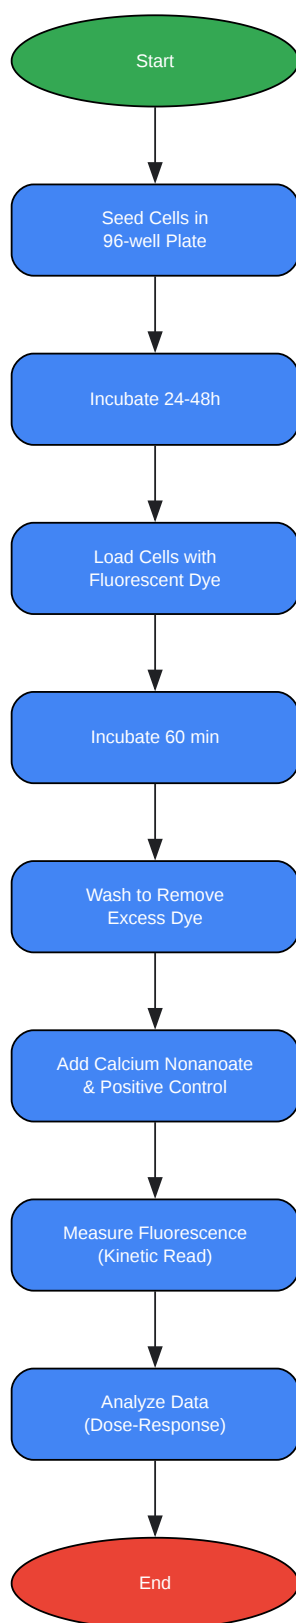 Start
Seed Cells in
96-well Plate
Incubate 24-48h
Load Cells with
Fluorescent Dye
Incubate 60 min
Wash to Remove
Excess Dye
Add Calcium Nonanoate
& Positive Control
Measure Fluorescence
(Kinetic Read)
Analyze Data
(Dose-Response)
End